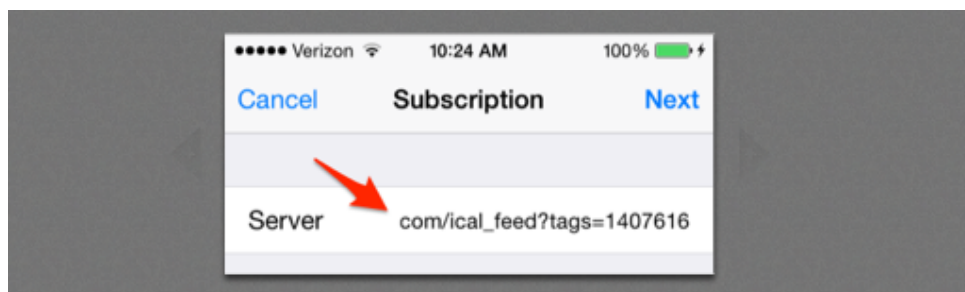 Verizon 10:24 AM 100%
Cancel Subscription Next
Server com/ical_feed?tags=1407616